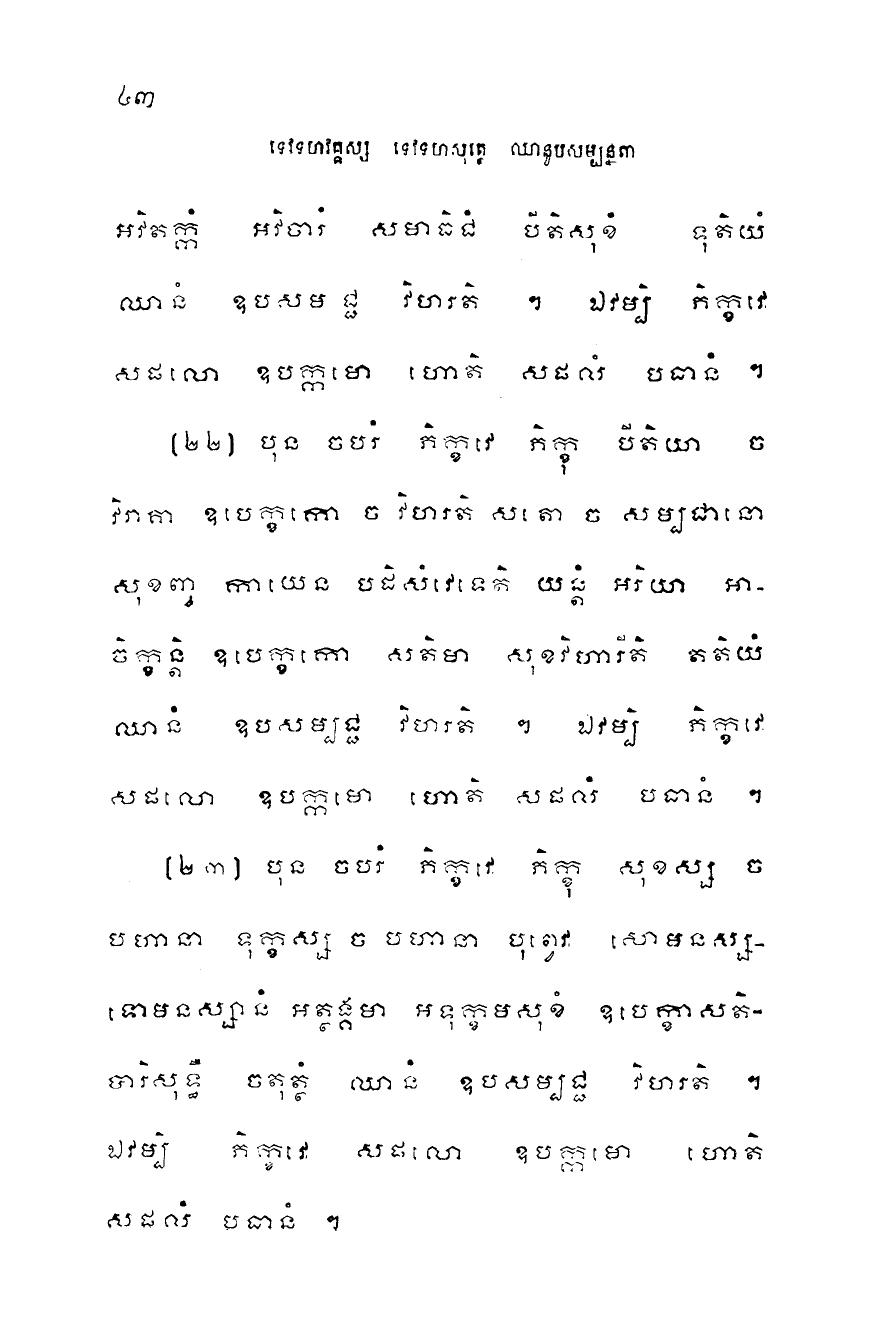 ៤៣
ទេវទហវគ្គស្ស ទេវទហសុត្តេ ឈានូបសម្បន្នតា
អវិតក្កំ អវិចារំ សមាធិជំ បីតិសុខំ ទុតិយំ
ឈានំ ឧបសមជ្ជ វិហរតិ ។ ឯវម្បិ ភិក្ខវេ
សផលោ ឧបក្កមោ ហោតិ សផលំ បធានំ ។
(២២) បុន ចបរំ ភិក្ខវេ ភិក្ខុ បីតិយា ច
វិរាគា ឧបេក្ខកោ ច វិហរតិ សតោ ច សម្បជានោ
សុខញ្ច កាយេន បដិសំវេទេតិ យន្តំ អរិយា អា-
ចិក្ខន្តិ ឧបេក្ខកោ សតិមា សុខវិហារីតិ តតិយំ
ឈានំ ឧបសម្បជ្ជ វិហរតិ ។ ឯវម្បិ ភិក្ខវេ
សផលោ ឧបក្កមោ ហោតិ សផលំ បធានំ ។
(២៣) បុន ចបរំ ភិក្ខវេ ភិក្ខុ សុខស្ស ច
បហានា ទុក្ខស្ស ច បហានា បុព្វេវ សោមនស្ស-
ទោមនស្សានំ អត្ថង្គមា អទុក្ខមសុខំ ឧបេក្ខាសតិ-
បារិសុទ្ធឹ ចតុត្ថំ ឈានំ ឧបសម្បជ្ជ វិហរតិ ។
ឯវម្បិ ភិក្ខវេ សផលោ ឧបក្កមោ ហោតិ
សផលំ បធានំ ។